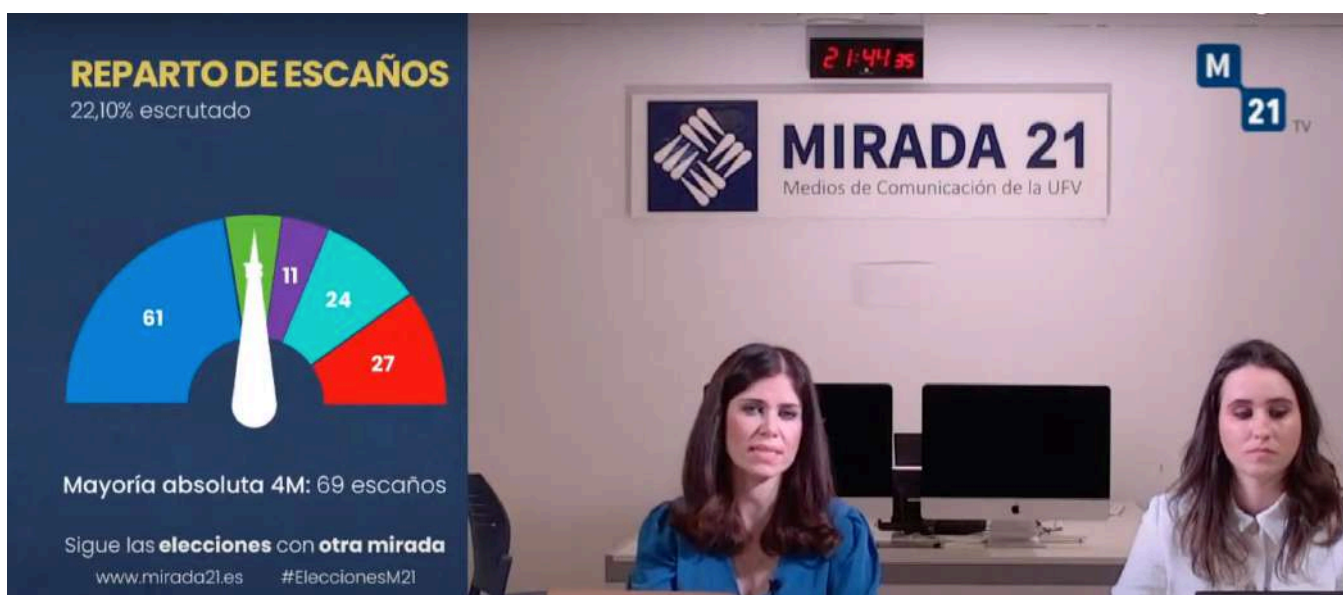 REPARTO DE ESCAÑOS
22,10% escrutado
61
11
24
27
Mayoría absoluta 4M: 69 escaños
Sigue las elecciones con otra mirada
www.mirada21.es #EleccionesM21
21:44 35
MIRADA 21
Medios de Comunicación de la UFV
M
21 TV